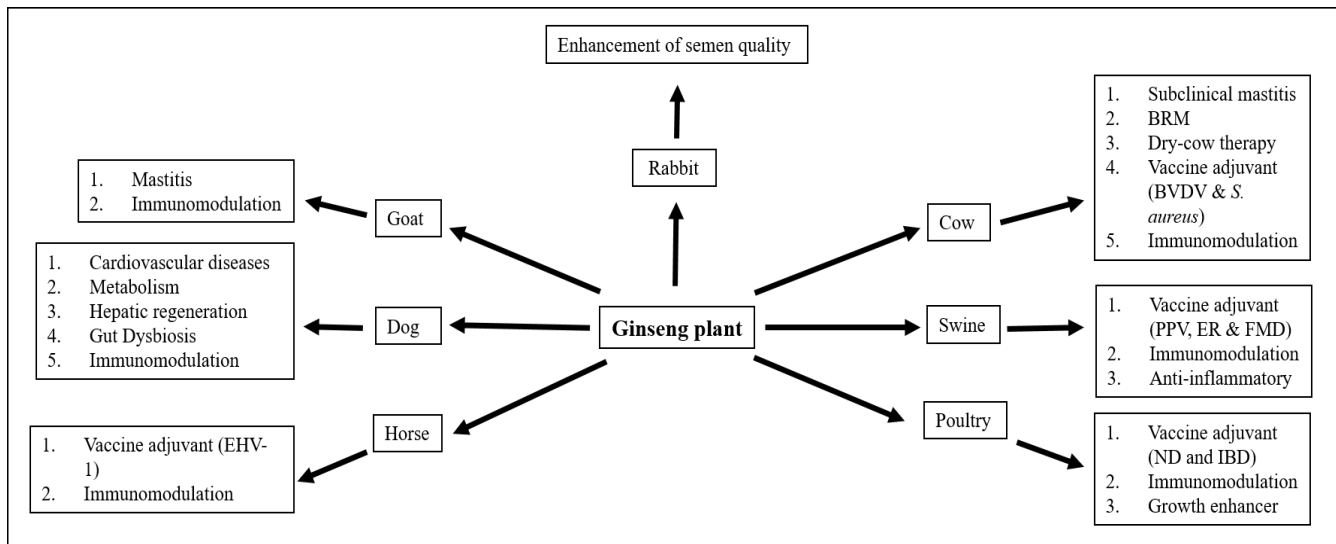 Enhancement of semen quality
Rabbit
1. Mastitis
2. Immunomodulation
Goat
1. Cardiovascular diseases
2. Metabolism
3. Hepatic regeneration
4. Gut Dysbiosis
5. Immunomodulation
Dog
1. Vaccine adjuvant (EHV-
1)
2. Immunomodulation
Horse
Ginseng plant
Cow
1. Subclinical mastitis
2. BRM
3. Dry-cow therapy
4. Vaccine adjuvant
(BVDV & S.
aureus)
5. Immunomodulation
Swine
1. Vaccine adjuvant
(PPV, ER & FMD)
2. Immunomodulation
3. Anti-inflammatory
Poultry
1. Vaccine adjuvant
(ND and IBD)
2. Immunomodulation
3. Growth enhancer